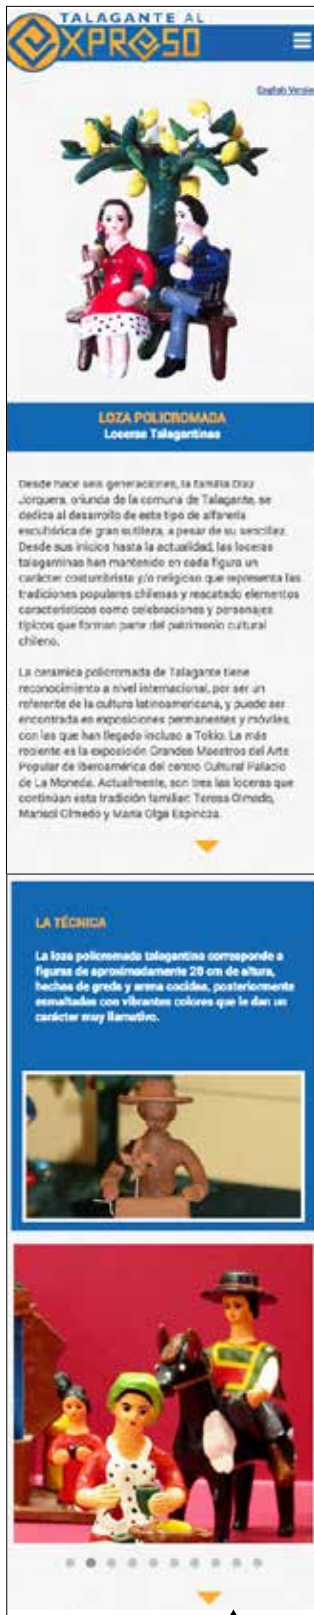 TALAGANTE AL
EXPRESO
English Version
LOZA POLICROMADA
Loceras Talagantinas
Desde hace seis generaciones, la familia Díaz
Jorquera, oriunda de la comuna de Talagante, se
dedica al desarrollo de este tipo de alfarería
escultórica de gran sutileza, a pesar de su sencillez.
Desde sus inicios hasta la actualidad, las loceras
talagantinas han mantenido en cada figura un
carácter costumbrista y/o religioso que representa las
tradiciones populares chilenas y rescatado elementos
característicos como celebraciones y personajes
típicos que forman parte del patrimonio cultural
chileno.
La cerámica policromada de Talagante tiene
reconocimiento a nivel internacional, por ser un
referente de la cultura latinoamericana, y puede ser
encontrada en exposiciones permanentes y móviles,
con las que han llegado incluso a Tokio. La más
reciente es la exposición Grandes Maestros del Arte
Popular de Iberoamérica del centro Cultural Palacio
de La Moneda. Actualmente, son tres las loceras que
continúan esta tradición familiar: Teresa Olmedo,
Marisol Olmedo y María Olga Espinoza.
LA TÉCNICA
La loza policromada talagantina corresponde a
figuras de aproximadamente 20 cm de altura,
hechas de greda y arena cocidas, posteriormente
esmaltadas con vibrantes colores que le dan un
carácter muy llamativo.